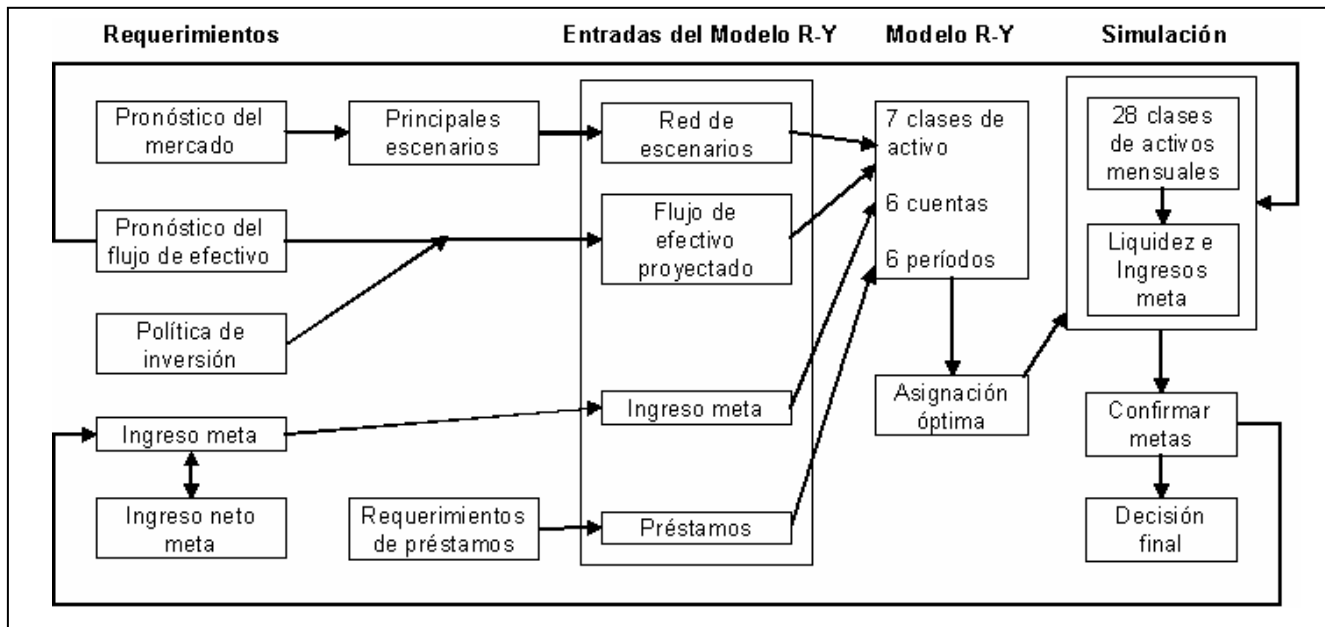 Requerimientos
Entradas del Modelo R-Y
Modelo R-Y
Simulación
Pronóstico del
mercado
Principales
escenarios
Red de
escenarios
7 clases de
activo
6 cuentas
6 períodos
28 clases
de activos
mensuales
Pronóstico del
flujo de efectivo
Flujo de
efectivo
proyectado
Liquidez e
Ingresos
meta
Política de
inversión
Ingreso meta
Ingreso meta
Asignación
óptima
Confirmar
metas
Ingreso neto
meta
Requerimientos
de préstamos
Préstamos
Decisión
final